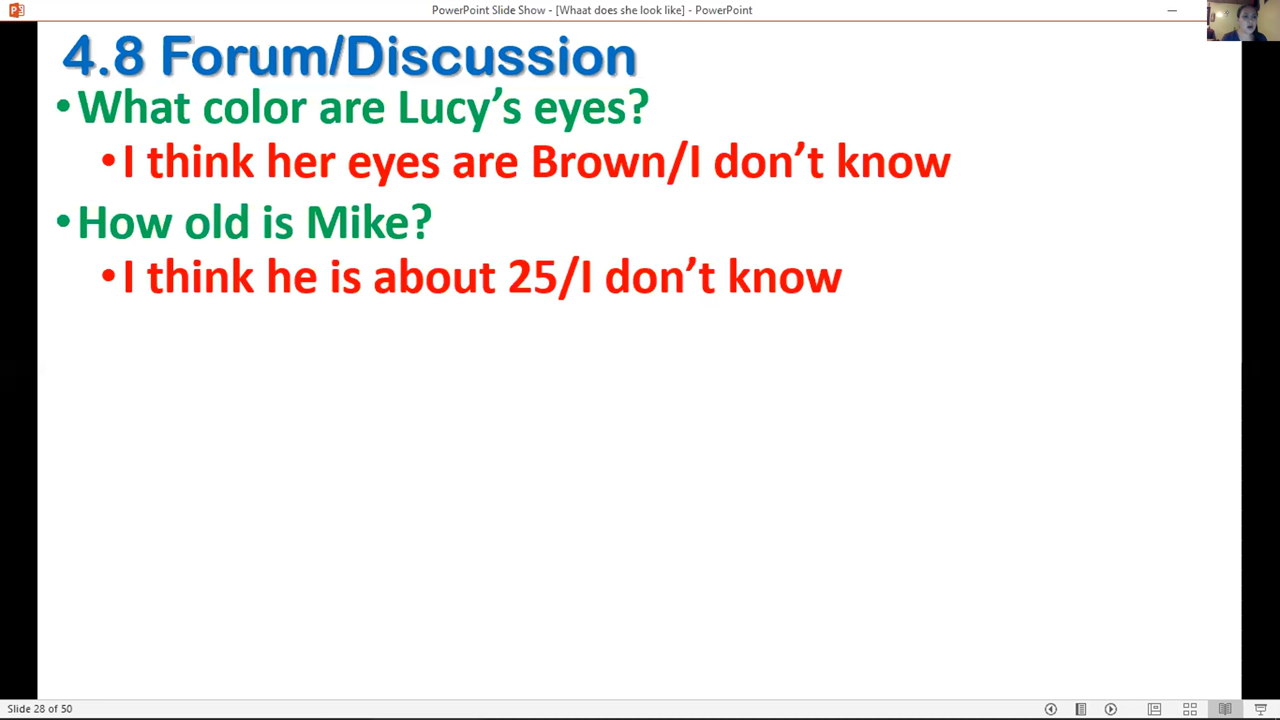 PowerPoint Slide Show - [Whaat does she look like] - PowerPoint
4.8 Forum/Discussion
•What color are Lucy’s eyes?
•I think her eyes are Brown/I don’t know
•How old is Mike?
•I think he is about 25/I don’t know
Slide 28 of 50